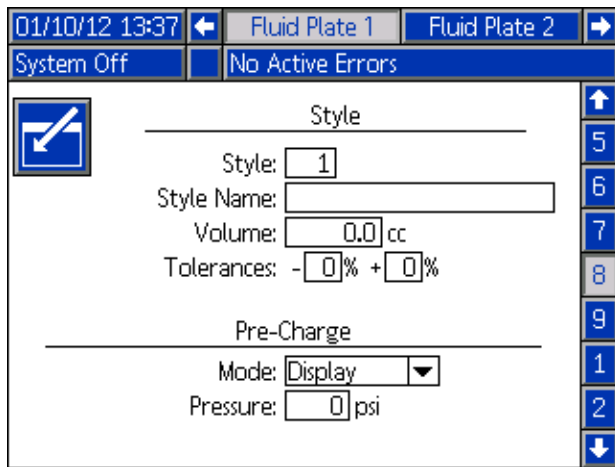 01/10/12 13:37 Fluid Plate 1 Fluid Plate 2
System Off No Active Errors
Style
Style: 1
Style Name:
Volume: 0.0 cc
Tolerances: - 0 % + 0 %
Pre-Charge
Mode: Display
Pressure: 0 psi
5
6
7
8
9
1
2